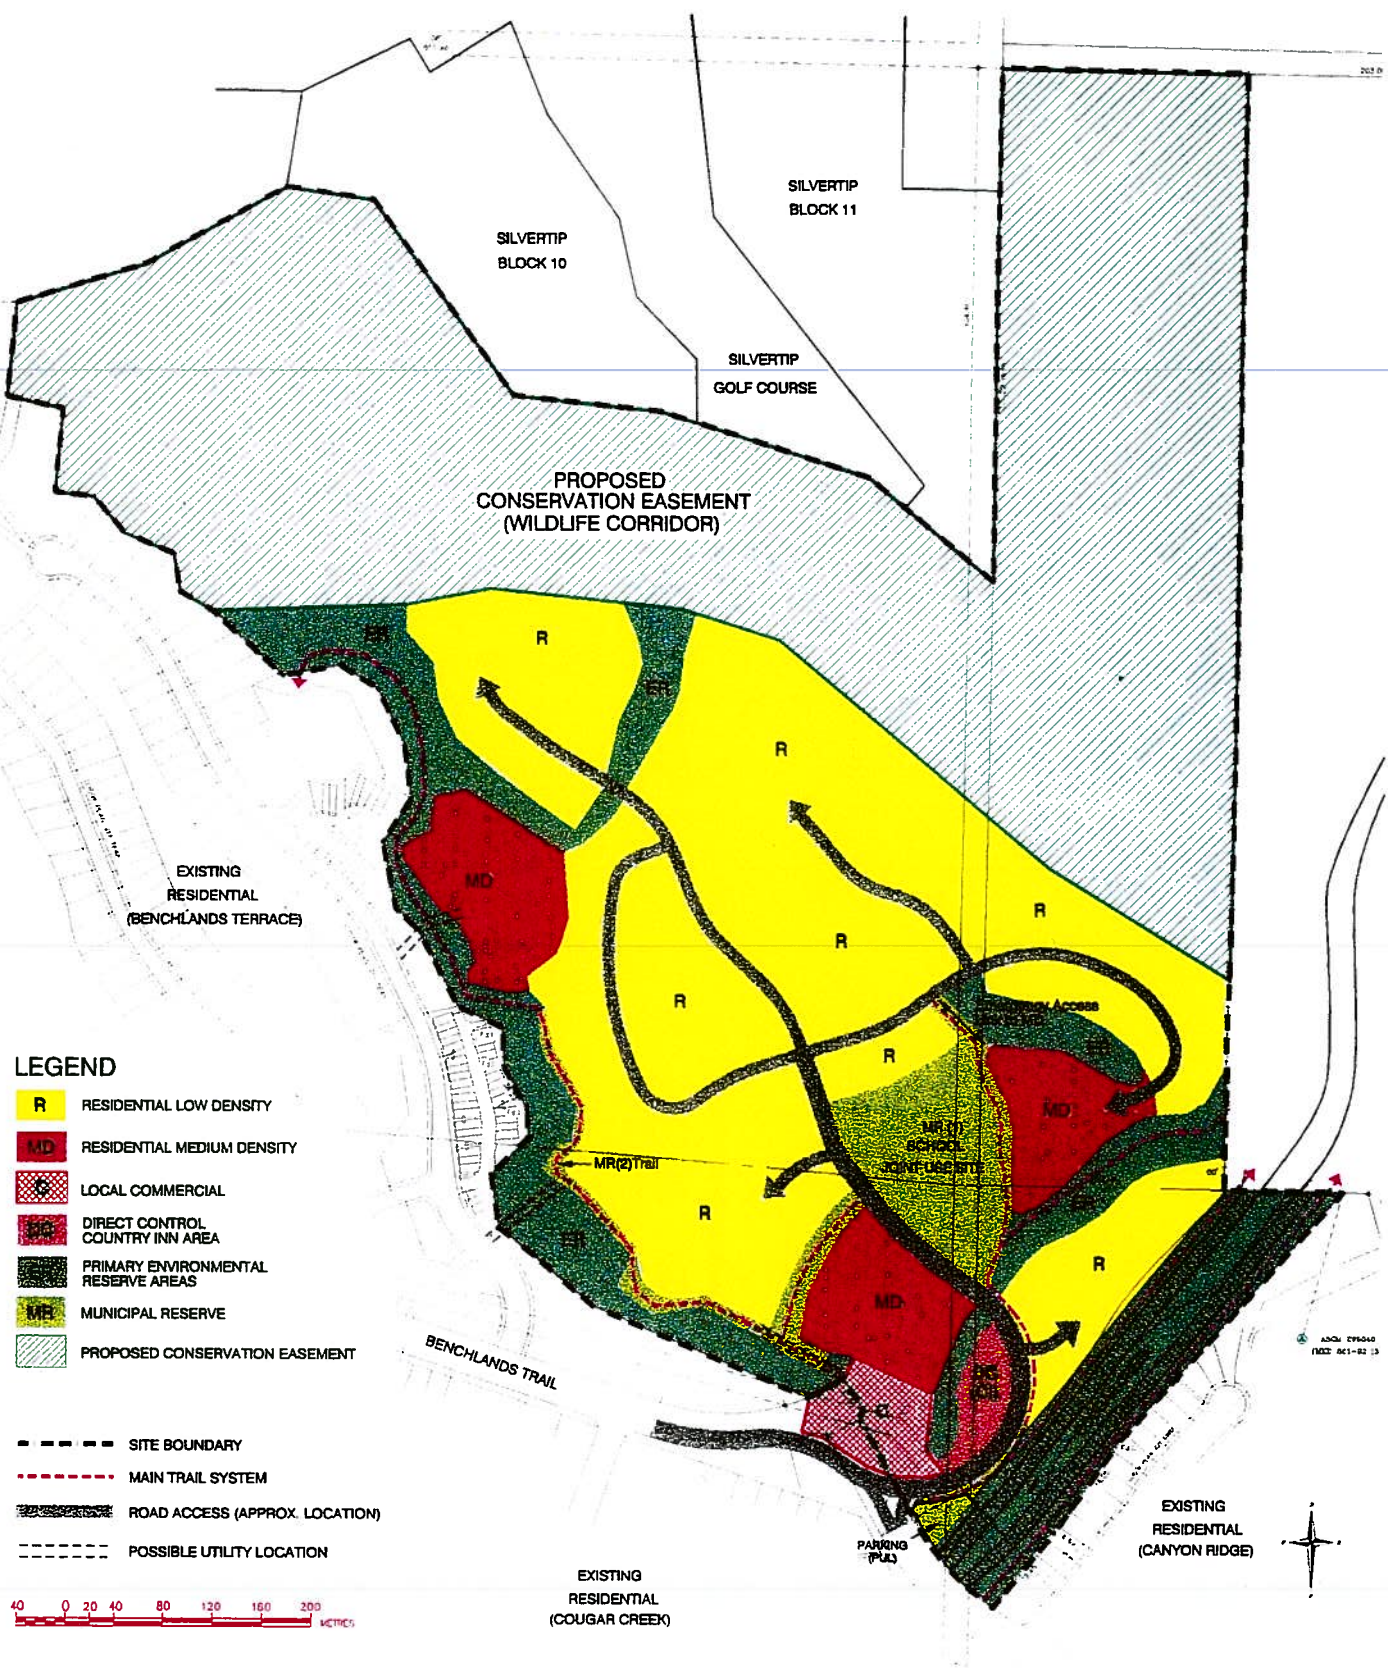 SILVERTIP
BLOCK 11
SILVERTIP
BLOCK 10
SILVERTIP
GOLF COURSE
PROPOSED
CONSERVATION EASEMENT
(WILDLIFE CORRIDOR)
ER
R
ER
R
MD
EXISTING
RESIDENTIAL
(BENCHLANDS TERRACE)
R
R
R
Access
R
ER
MD
MR(1)
SCHOOL
JOINT USE SITE
MR(2)Trail
R
ER
ER
R
MD
C
BENCHLANDS TRAIL
PARKING
(PUL)
EXISTING
RESIDENTIAL
(CANYON RIDGE)
EXISTING
RESIDENTIAL
(COUGAR CREEK)
LEGEND
R RESIDENTIAL LOW DENSITY
MD RESIDENTIAL MEDIUM DENSITY
C LOCAL COMMERCIAL
DIRECT CONTROL
COUNTRY INN AREA
PRIMARY ENVIRONMENTAL
RESERVE AREAS
MR MUNICIPAL RESERVE
PROPOSED CONSERVATION EASEMENT
SITE BOUNDARY
MAIN TRAIL SYSTEM
ROAD ACCESS (APPROX. LOCATION)
POSSIBLE UTILITY LOCATION
40 0 20 40 80 120 160 200
METRES